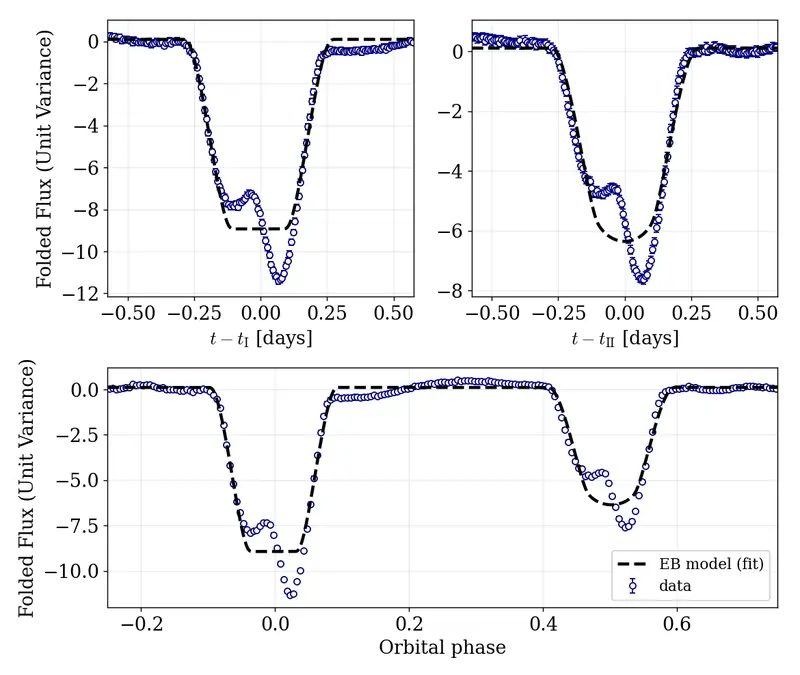 Folded Flux (Unit Variance)
0
−2
−4
−6
−8
−10
−12
−0.50 −0.25 0.00 0.25 0.50
t − t_I [days]
0
−2
−4
−6
−8
−0.50 −0.25 0.00 0.25 0.50
t − t_II [days]
Folded Flux (Unit Variance)
0.0
−2.5
−5.0
−7.5
−10.0
EB model (fit)
data
−0.2 0.0 0.2 0.4 0.6
Orbital phase